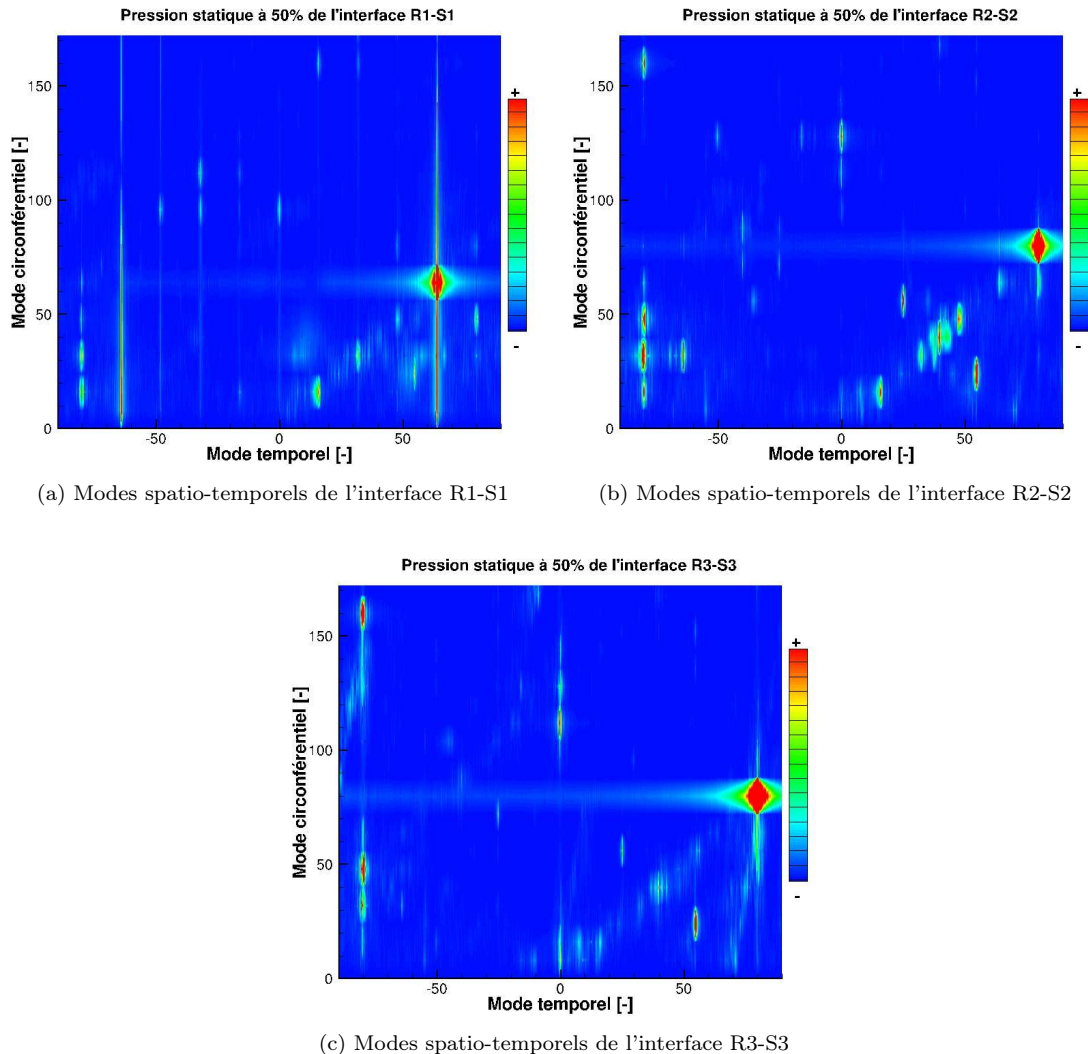 Pression statique à 50% de l'interface R1-S1
Mode circonférentiel [-]
150
100
50
0
-50
0
50
Mode temporel [-]
+
-
(a) Modes spatio-temporels de l'interface R1-S1
Pression statique à 50% de l'interface R2-S2
Mode circonférentiel [-]
150
100
50
0
-50
0
50
Mode temporel [-]
+
-
(b) Modes spatio-temporels de l'interface R2-S2
Pression statique à 50% de l'interface R3-S3
Mode circonférentiel [-]
150
100
50
0
-50
0
50
Mode temporel [-]
+
-
(c) Modes spatio-temporels de l'interface R3-S3